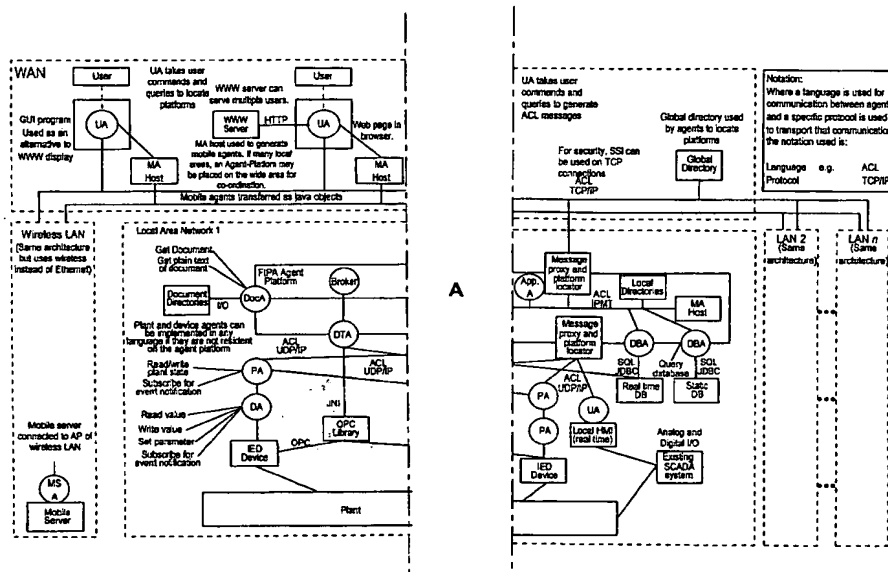 WAN
User
UA takes user
commands and
queries to locate
platforms
GUI program
Used as an
alternative to
WWW display
UA
MA
Host
WWW server can
serve multiple users.
WWW
Server
HTTP
User
UA
Web page in
browser.
MA host used to generate
mobile agents. If many local
areas, an Agent-Platform may
be placed on the wide area for
co-ordination.
MA
Host
Mobile agents transferred as java objects
Wireless LAN
(Same architecture
but uses wireless
instead of Ethernet)
Mobile server
connected to AP of
wireless LAN
MS
A
Mobile
Server
Local Area Network 1
Get Document
Get plain text
of document
FIPA Agent
Platform
Document
Directories
I/O
DocA
Broker
Plant and device agents can
be implemented in any
language if they are not resident
on the agent platform
DTA
ACL
UDP/IP
ACL
UDP/IP
Read/write
plant state
Subscribe for
event notification
PA
JNI
Read value
Write value
Set parameter
Subscribe for
event notification
DA
OPC
OPC
Library
IED
Device
Plant
A
UA takes user
commands and
queries to generate
ACL messages
For security, SSI can
be used on TCP
connections
ACL
TCP/IP
Global directory used
by agents to locate
platforms
Global
Directory
Notation:
Where a language is used for
communication between agent
and a specific protocol is used
to transport that communication
the notation used is:
Language e.g. ACL
Protocol TCP/IP
Message
proxy and
platform
locator
App.
A
ACL
IPMT
Local
Directories
MA
Host
Message
proxy and
platform
locator
DBA
DBA
SQL
JDBC
Query
database
SQL
JDBC
Real time
DB
Static
DB
ACL
UDP/IP
PA
PA
UA
Local HMI
(real time)
IED
Device
Analog and
Digital I/O
Existing
SCADA
system
LAN 2
(Same
architecture)
LAN n
(Same
architecture)